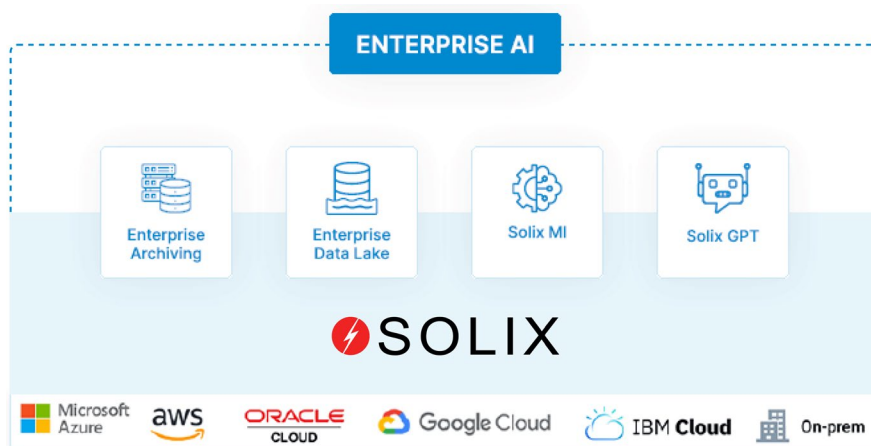 ENTERPRISE AI
Enterprise
Archiving
Enterprise
Data Lake
Solix MI
Solix GPT
SOLIX
Microsoft
Azure
aws
ORACLE
CLOUD
Google Cloud
IBM Cloud
On-prem